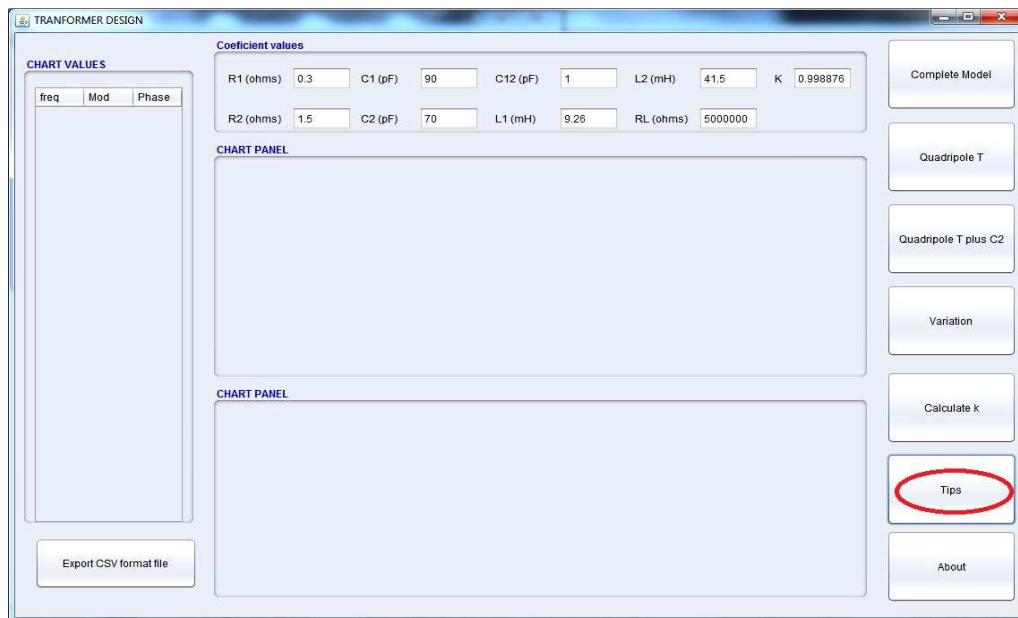 TRANFORMER DESIGN
CHART VALUES
freq Mod Phase
Export CSV format file
Coeficient values
R1 (ohms) 0.3 C1 (pF) 90 C12 (pF) 1 L2 (mH) 41.5 K 0.998876
R2 (ohms) 1.5 C2 (pF) 70 L1 (mH) 9.26 RL (ohms) 5000000
CHART PANEL
CHART PANEL
Complete Model
Quadripole T
Quadripole T plus C2
Variation
Calculate k
Tips
About